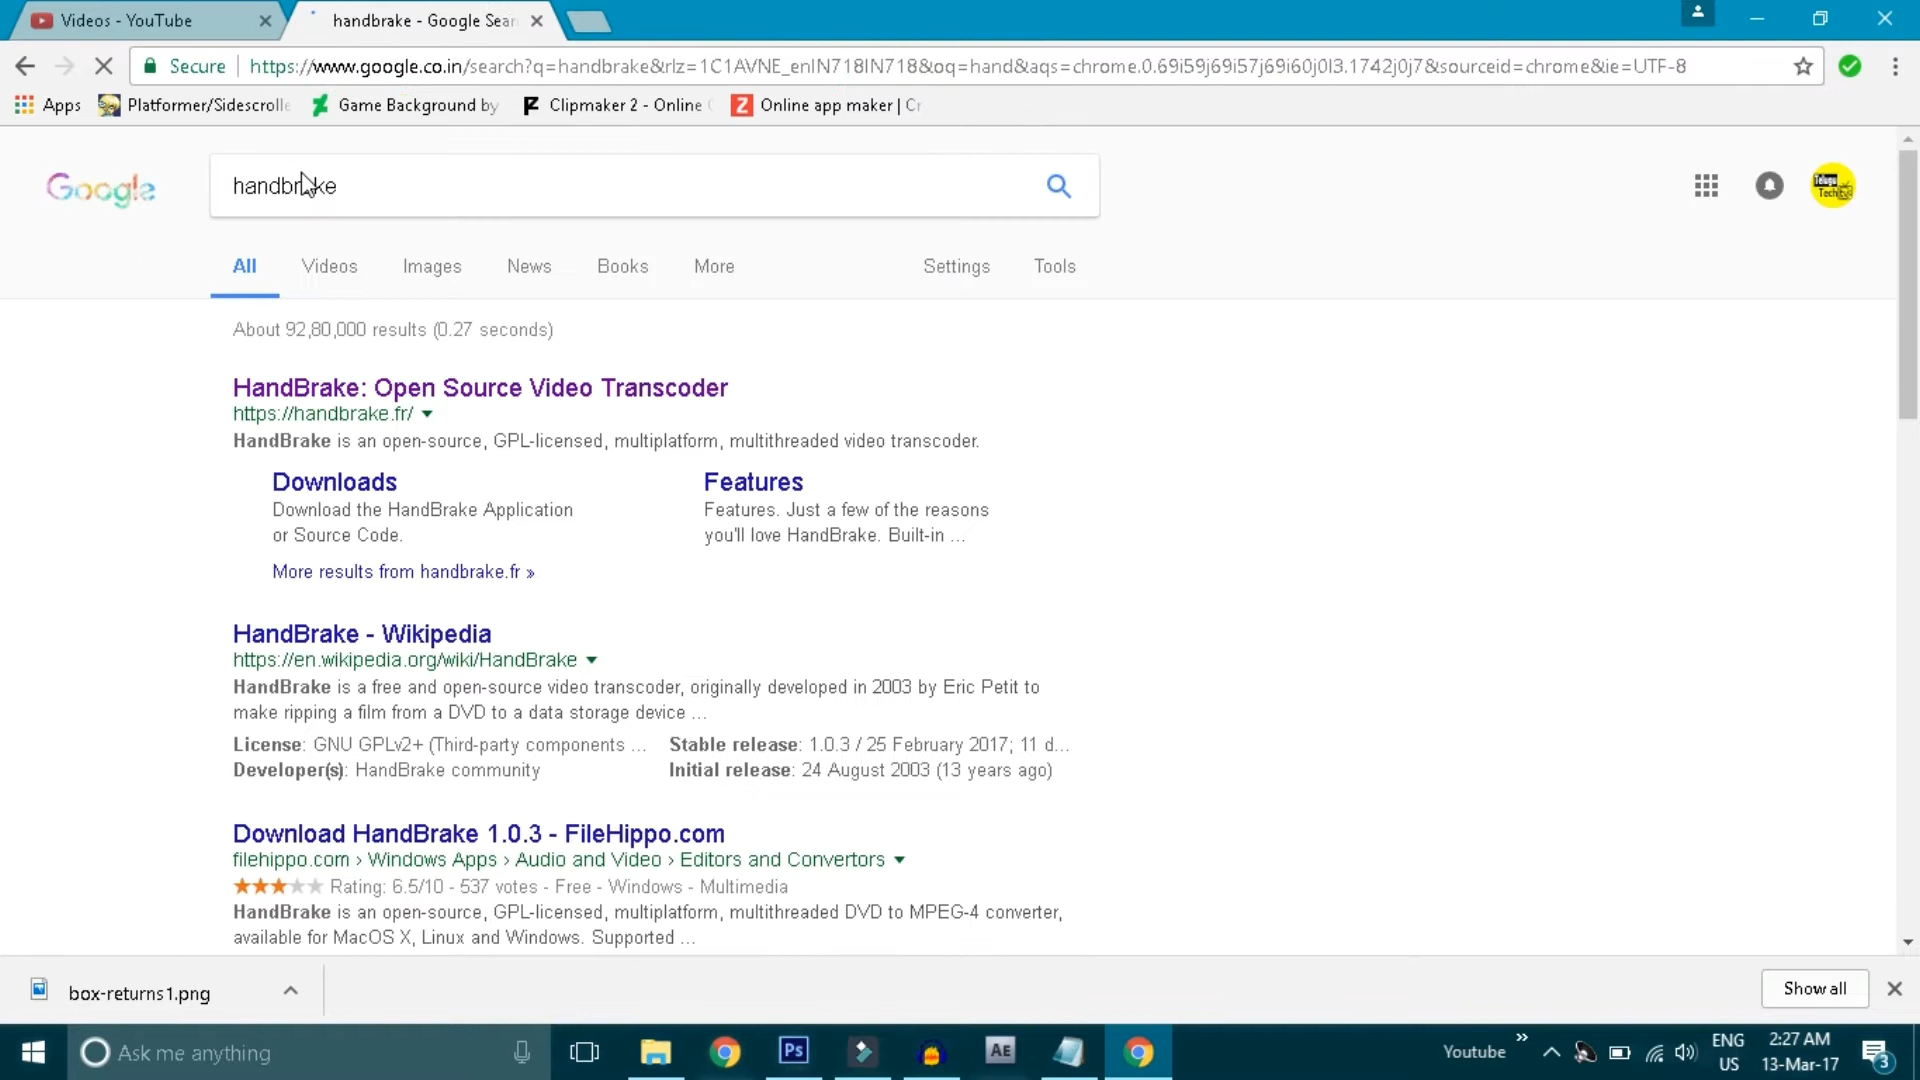 Videos - YouTube
handbrake - Google Sear
Secure
https://www.google.co.in/search?q=handbrake&rlz=1C1AVNE_enIN718IN718&oq=hand&aqs=chrome.0.69i59j69i57j69i60j0l3.1742j0j7&sourceid=chrome&ie=UTF-8
Apps Platformer/Sidescrolle Game Background by Clipmaker 2 - Online Online app maker | Cr
Google
handbrake
Telugu
Tech
All Videos Images News Books More Settings Tools
About 92,80,000 results (0.27 seconds)
HandBrake: Open Source Video Transcoder
https://handbrake.fr/
HandBrake is an open-source, GPL-licensed, multiplatform, multithreaded video transcoder.
Downloads
Download the HandBrake Application
or Source Code.
Features
Features. Just a few of the reasons
you'll love HandBrake. Built-in ...
More results from handbrake.fr »
HandBrake - Wikipedia
https://en.wikipedia.org/wiki/HandBrake
HandBrake is a free and open-source video transcoder, originally developed in 2003 by Eric Petit to
make ripping a film from a DVD to a data storage device ...
License: GNU GPLv2+ (Third-party components ... Stable release: 1.0.3 / 25 February 2017; 11 d...
Developer(s): HandBrake community Initial release: 24 August 2003 (13 years ago)
Download HandBrake 1.0.3 - FileHippo.com
filehippo.com › Windows Apps › Audio and Video › Editors and Convertors
Rating: 6.5/10 - 537 votes - Free - Windows - Multimedia
HandBrake is an open-source, GPL-licensed, multithreaded DVD to MPEG-4 converter,
available for MacOS X, Linux and Windows. Supported ...
box-returns1.png
Show all
Ask me anything
Ps
AE
Youtube »
ENG
US
2:27 AM
13-Mar-17
3